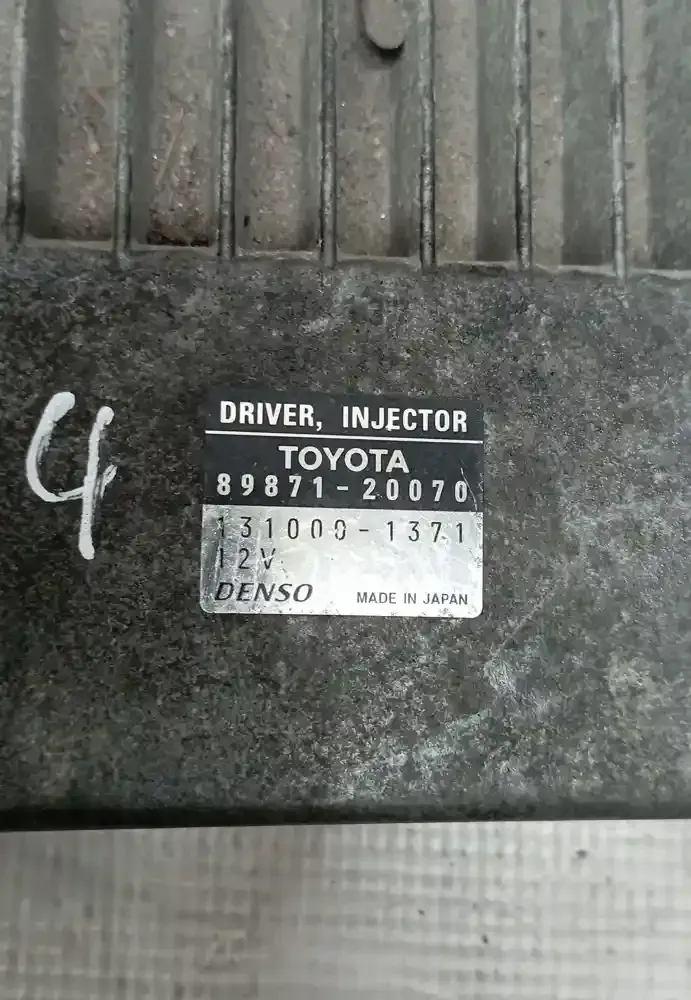 4
DRIVER, INJECTOR
TOYOTA
89871-20070
131000-1371
12V
DENSO MADE IN JAPAN